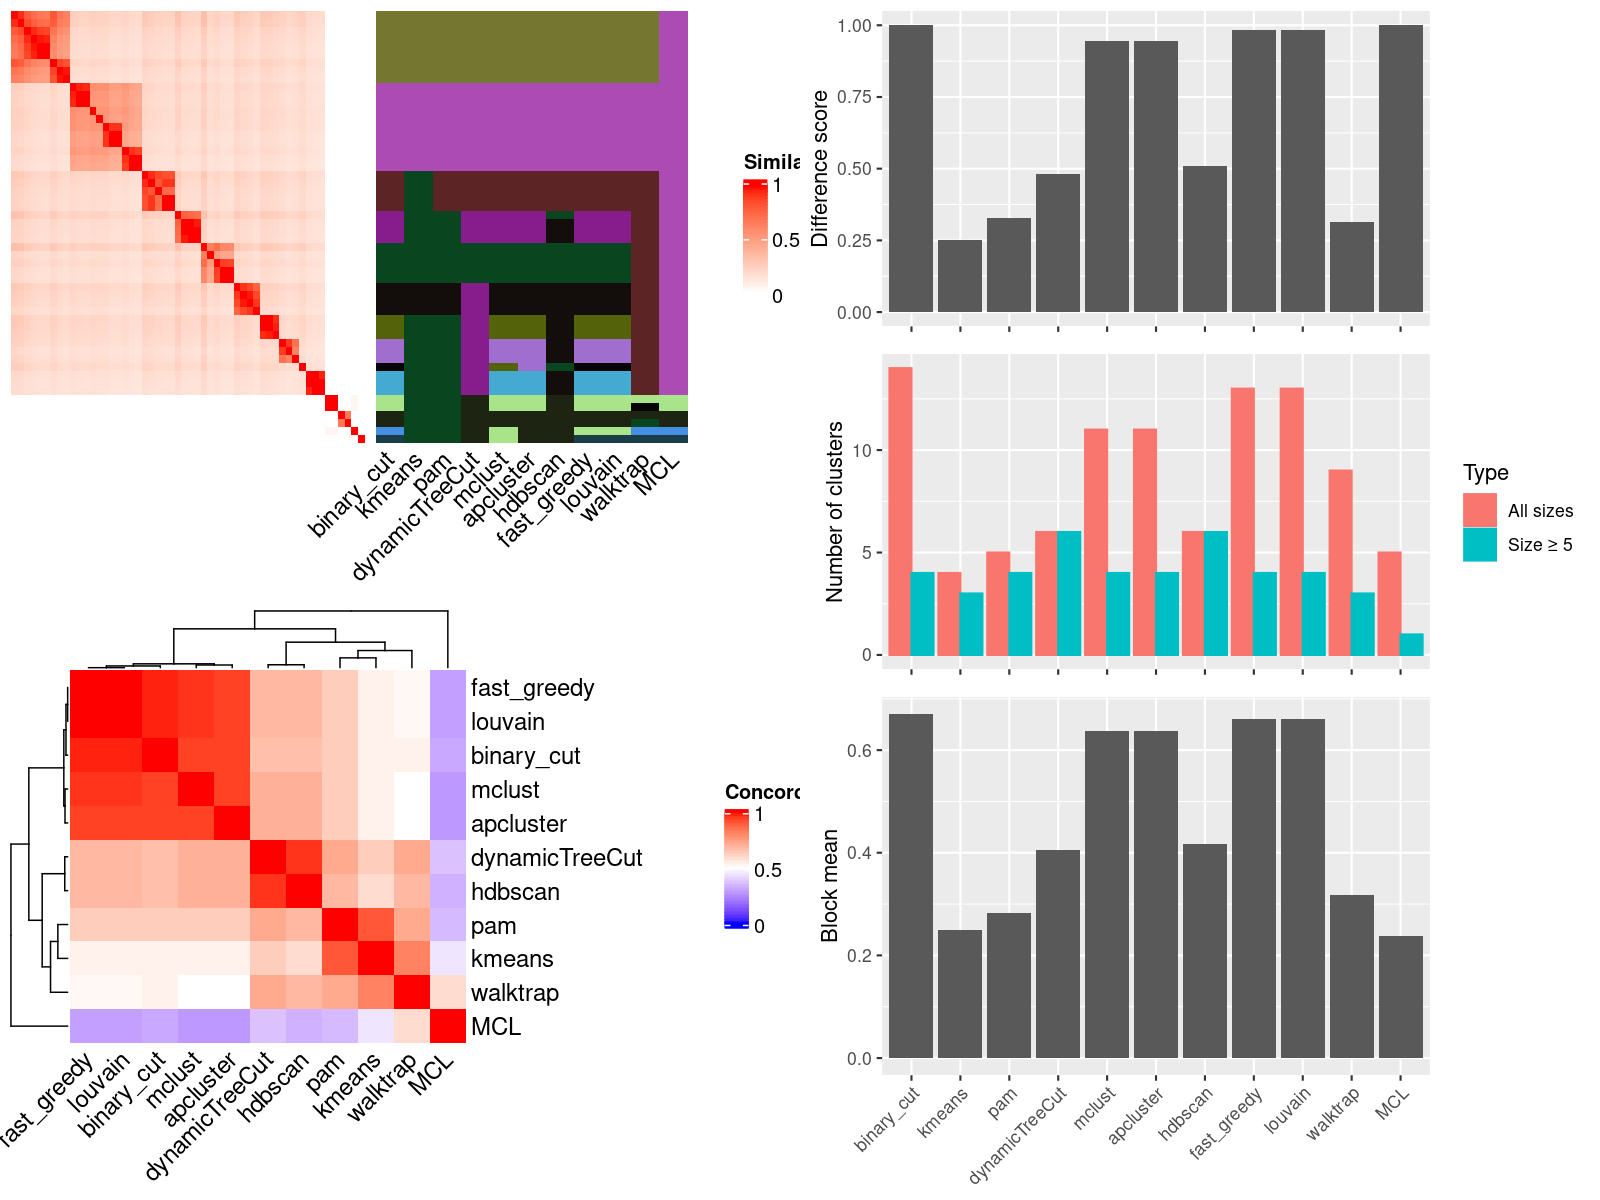 Simila
1
0.5
0
binary_cut
kmeans
pam
dynamicTreeCut
mclust
apcluster
hdbscan
fast_greedy
louvain
walktrap
MCL
fast_greedy
louvain
binary_cut
mclust
apcluster
dynamicTreeCut
hdbscan
pam
kmeans
walktrap
MCL
Concord
1
0.5
0
fast_greedy
louvain
binary_cut
mclust
apcluster
dynamicTreeCut
hdbscan
pam
kmeans
walktrap
MCL
Difference score
1.00
0.75
0.50
0.25
0.00
Number of clusters
10
5
0
Type
All sizes
Size ≥ 5
Block mean
0.6
0.4
0.2
0.0
binary_cut
kmeans
pam
dynamicTreeCut
mclust
apcluster
hdbscan
fast_greedy
louvain
walktrap
MCL